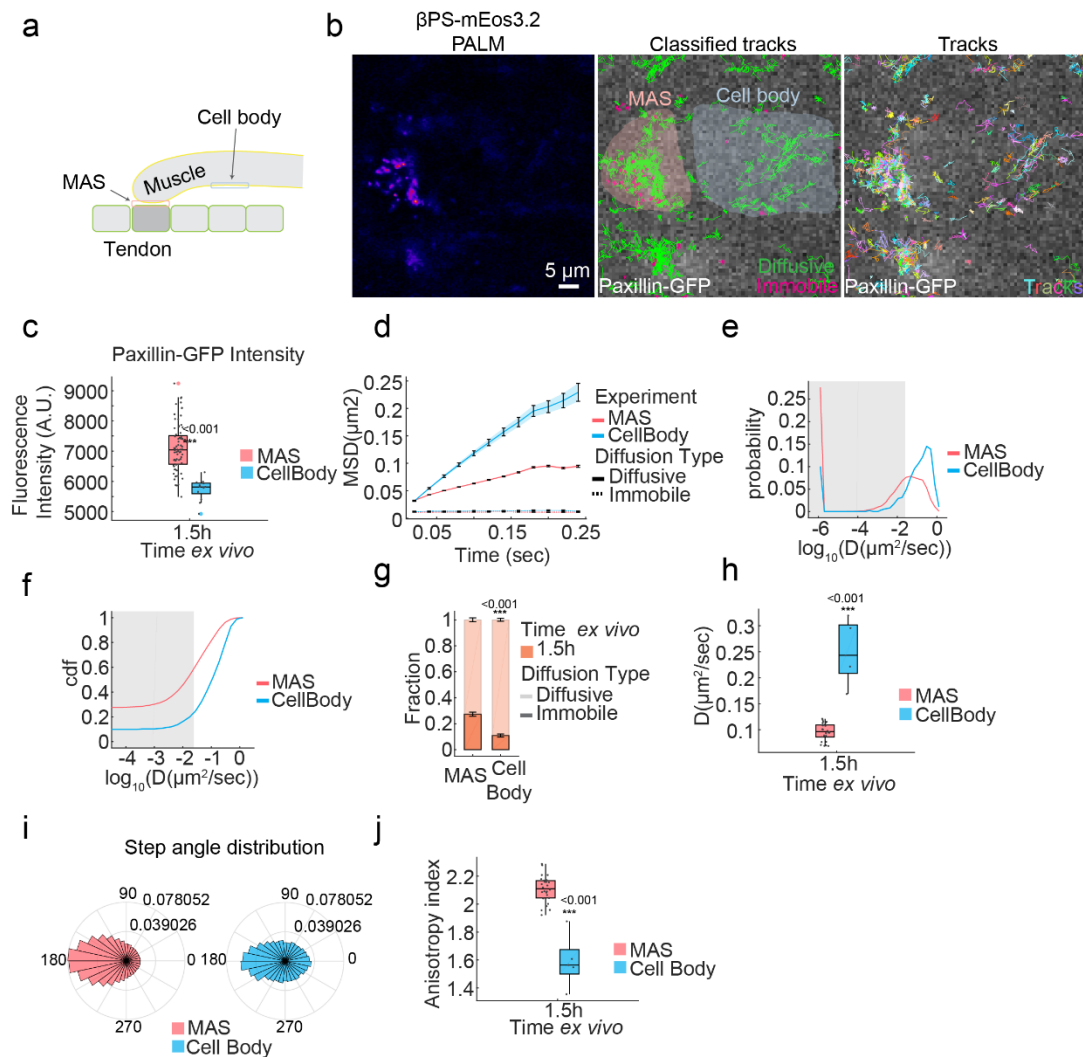 a
Cell body
MAS
Muscle
Tendon
b
βPS-mEos3.2
PALM
Classified tracks
Tracks
MAS
Cell body
5 µm
Paxillin-GFP
Diffusive
Immobile
Paxillin-GFP
Tracks
c
Paxillin-GFP Intensity
Fluorescence
Intensity (A.U.)
9000
8000
7000
6000
5000
<0.001
***
MAS
CellBody
1.5h
Time ex vivo
d
MSD(µm2)
0.25
0.2
0.15
0.1
0.05
0
0.05
0.15
0.25
Time (sec)
Experiment
MAS
CellBody
Diffusion Type
Diffusive
Immobile
e
probability
0.25
0.20
0.15
0.1
0.05
0
-6
-4
-2
0
log10(D(µm²/sec))
MAS
CellBody
f
cdf
1
0.8
0.6
0.4
0.2
0
-4
-3
-2
-1
0
log10(D(µm²/sec))
MAS
CellBody
g
Fraction
1
0.8
0.6
0.4
0.2
0
<0.001
***
MAS
Cell
Body
Time ex vivo
1.5h
Diffusion Type
Diffusive
Immobile
h
D(µm²/sec)
0.3
0.25
0.2
0.15
0.1
<0.001
***
MAS
CellBody
1.5h
Time ex vivo
i
Step angle distribution
90
0.078052
0.039026
180
0
270
90
0.078052
0.039026
180
0
270
MAS
Cell Body
j
Anisotropy index
2.2
2
1.8
1.6
1.4
<0.001
***
MAS
Cell Body
1.5h
Time ex vivo